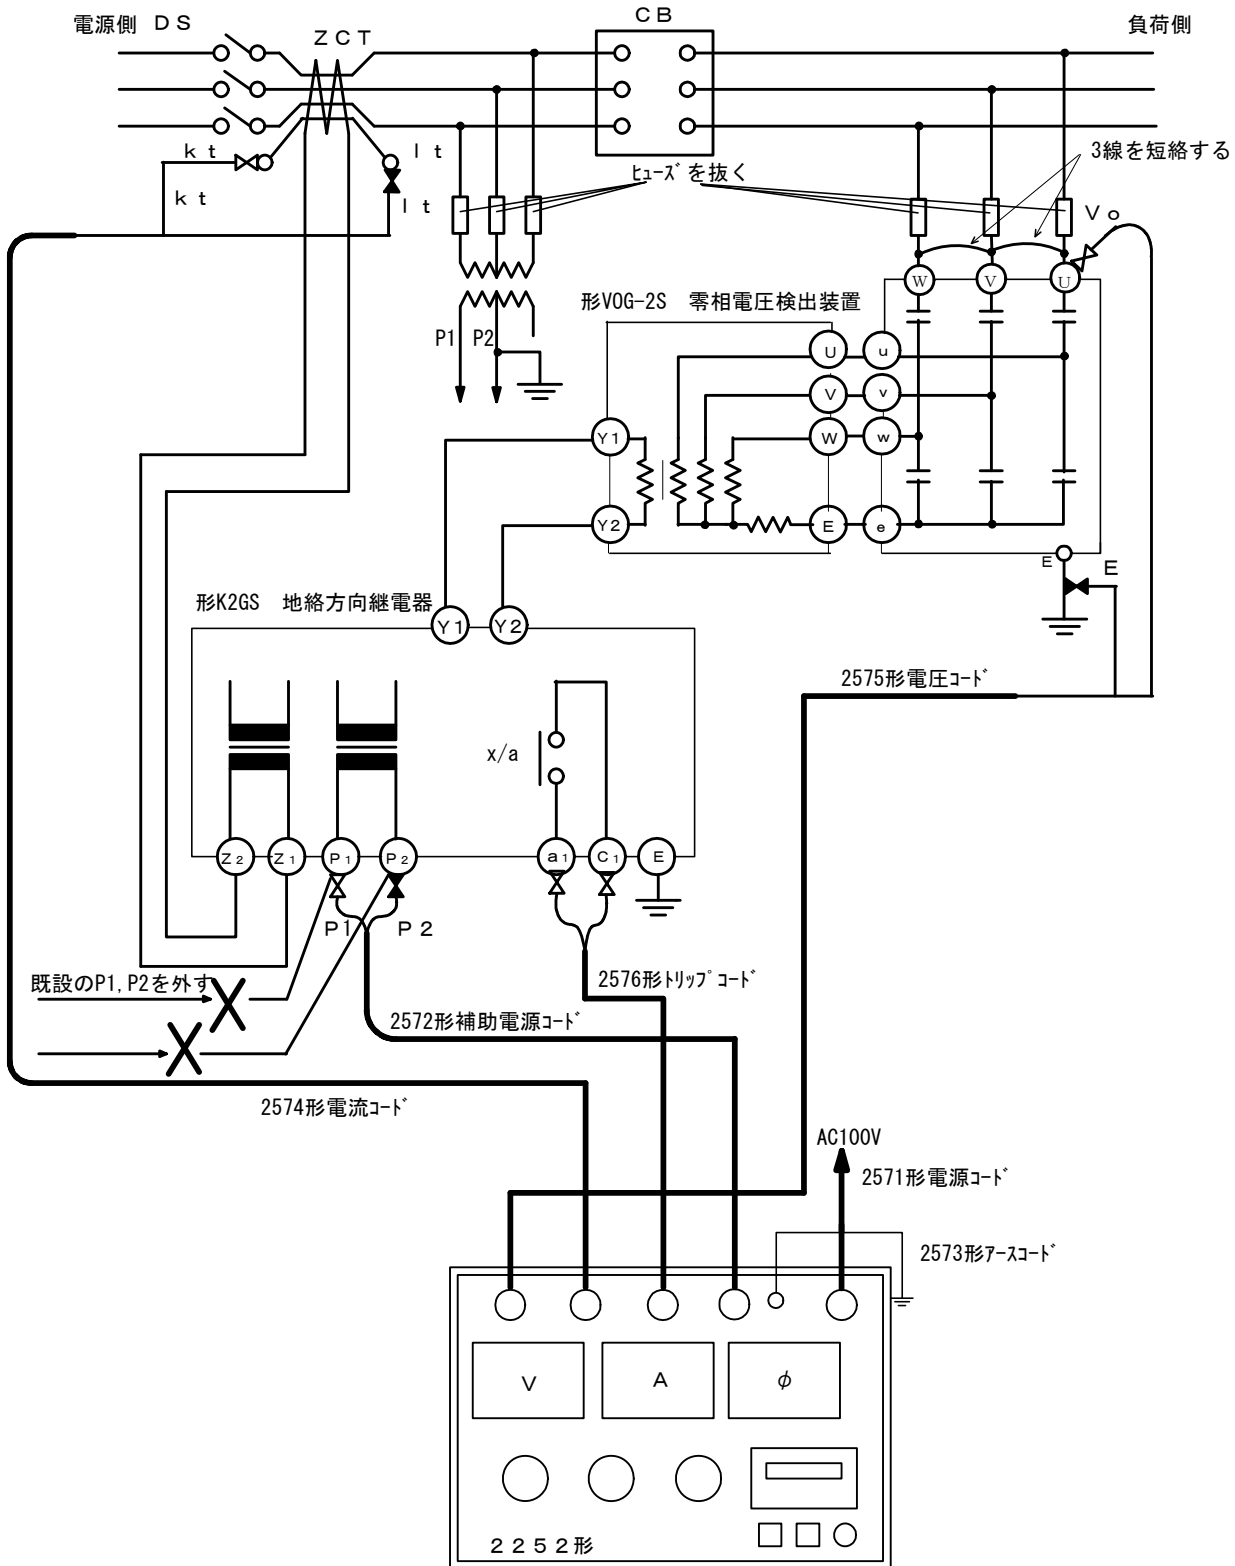 電源側 DS
ZCT
CB
負荷側
kt
lt
kt
lt
ヒューズを抜く
3線を短絡する
Vo
W
V
U
形VOG-2S 零相電圧検出装置
P1
P2
U
u
V
v
W
w
Y1
Y2
E
e
E
E
形K2GS 地絡方向継電器
Y1
Y2
2575形電圧コード
x/a
Z2
Z1
P1
P2
a1
C1
E
P1
P2
既設のP1,P2を外す
2576形トリップコード
2572形補助電源コード
2574形電流コード
AC100V
2571形電源コード
2573形アースコード
V
A
φ
2252形